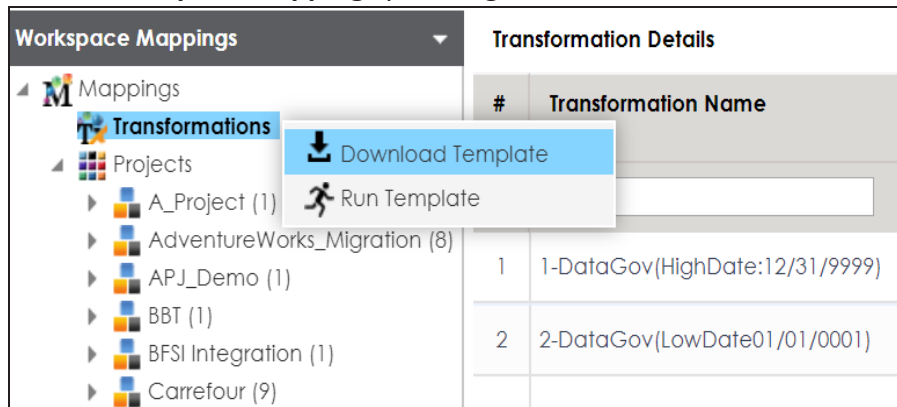 Workspace Mappings
Transformation Details
Mappings
Transformations
Projects
A_Project (1)
AdventureWorks_Migration (8)
APJ_Demo (1)
BBT (1)
BFSI Integration (1)
Carrefour (9)
Download Template
Run Template
# Transformation Name
1 1-DataGov(HighDate:12/31/9999)
2 2-DataGov(LowDate01/01/0001)